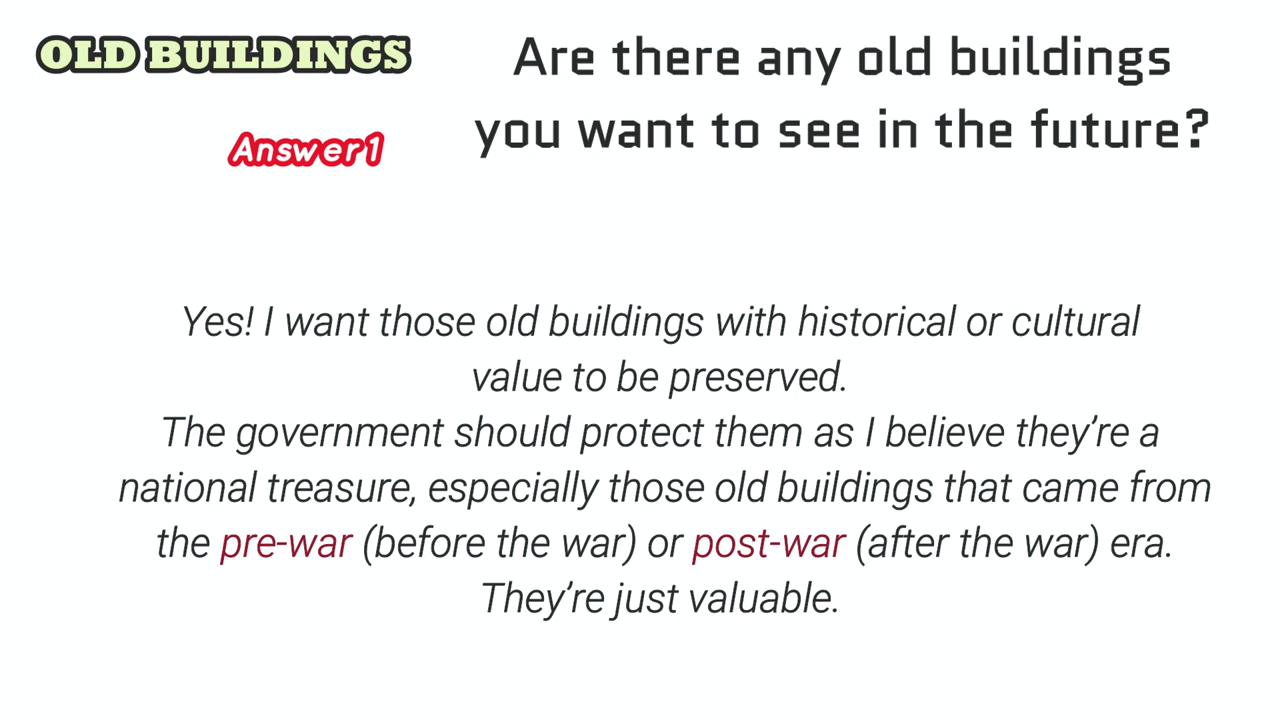 OLD BUILDINGS
Are there any old buildings
you want to see in the future?
Answer 1
Yes! I want those old buildings with historical or cultural
value to be preserved.
The government should protect them as I believe they’re a
national treasure, especially those old buildings that came from
the pre-war (before the war) or post-war (after the war) era.
They’re just valuable.